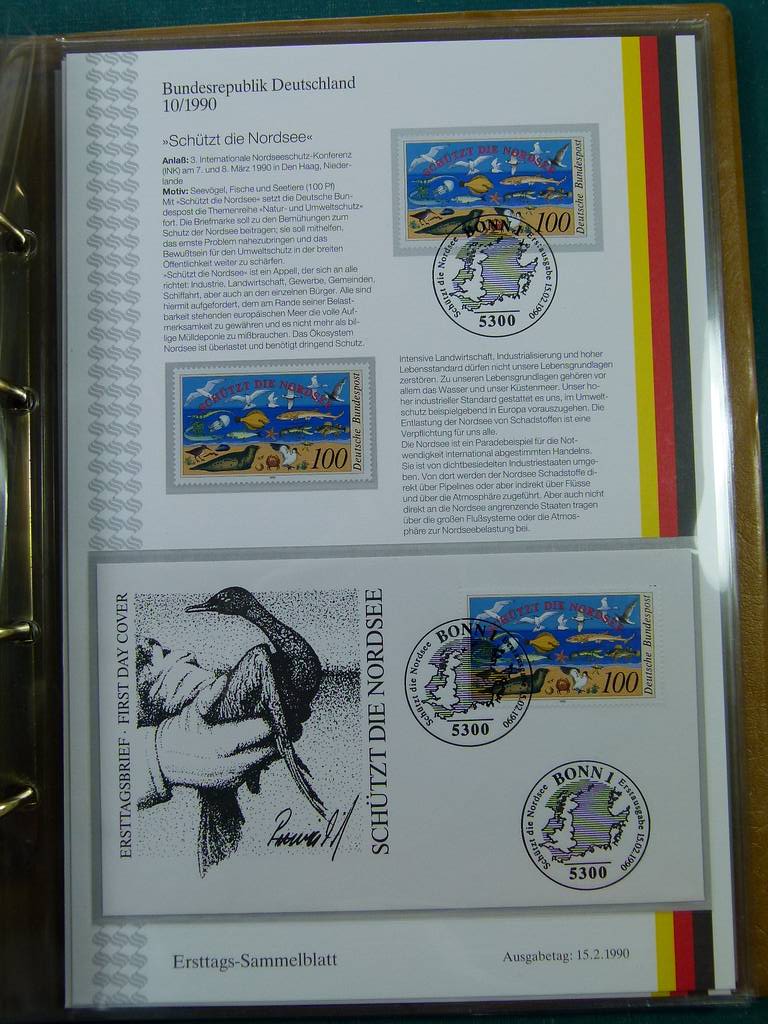 Bundesrepublik Deutschland
10/1990
»Schützt die Nordsee«
Anlaß: 3. Internationale Nordseeschutz-Konferenz
(INK) am 7. und 8. März 1990 in Den Haag, Nieder-
lande
Motiv: Seevögel, Fische und Seetiere (100 Pf)
Mit »Schützt die Nordsee« setzt die Deutsche Bun-
despost die Themenreihe »Natur- und Umweltschutz«
fort. Die Briefmarke soll zu den Bemühungen zum
Schutz der Nordsee beitragen; sie soll mithelfen,
das ernste Problem nahezubringen und das
Bewußtsein für den Umweltschutz in der breiten
Öffentlichkeit weiter zu schärfen.
»Schützt die Nordsee« ist ein Appell, der sich an alle
richtet: Industrie, Landwirtschaft, Gewerbe, Gemeinden,
Schiffahrt, aber auch an den einzelnen Bürger. Alle sind
hiermit aufgefordert, dem am Rande seiner Belast-
barkeit stehenden europäischen Meer die volle Auf-
merksamkeit zu gewähren und es nicht mehr als bil-
lige Mülldeponie zu mißbrauchen. Das Ökosystem
Nordsee ist überlastet und benötigt dringend Schutz.
SCHÜTZT DIE NORDSEE
100
Deutsche Bundespost
BONN 1
Schützt die Nordsee
Erstausgabe 15.02.1990
5300
SCHÜTZT DIE NORDSEE
100
Deutsche Bundespost
Intensive Landwirtschaft, Industrialisierung und hoher
Lebensstandard dürfen nicht unsere Lebensgrundlagen
zerstören. Zu unseren Lebensgrundlagen gehören vor
allem das Wasser und unser Küstenmeer. Unser ho-
her industrieller Standard gestattet es uns, im Umwelt-
schutz beispielgebend in Europa voranzugehen. Die
Entlastung der Nordsee von Schadstoffen ist eine
Verpflichtung für uns alle.
Die Nordsee ist ein Paradebeispiel für die Not-
wendigkeit international abgestimmten Handelns.
Sie ist von dichtbesiedelten Industriestaaten umge-
ben. Von dort werden der Nordsee Schadstoffe di-
rekt über Pipelines oder aber indirekt über Flüsse
und über die Atmosphäre zugeführt. Aber auch nicht
direkt an die Nordsee angrenzende Staaten tragen
über die großen Flußsysteme oder die Atmos-
phäre zur Nordseebelastung bei.
ERSTTAGSBRIEF · FIRST DAY COVER
SCHÜTZT DIE NORDSEE
SCHÜTZT DIE NORDSEE
100
Deutsche Bundespost
BONN 1
Schützt die Nordsee
15.02.1990
5300
BONN 1
Schützt die Nordsee
Erstausgabe 15.02.1990
5300
Ersttags-Sammelblatt
Ausgabetag: 15.2.1990